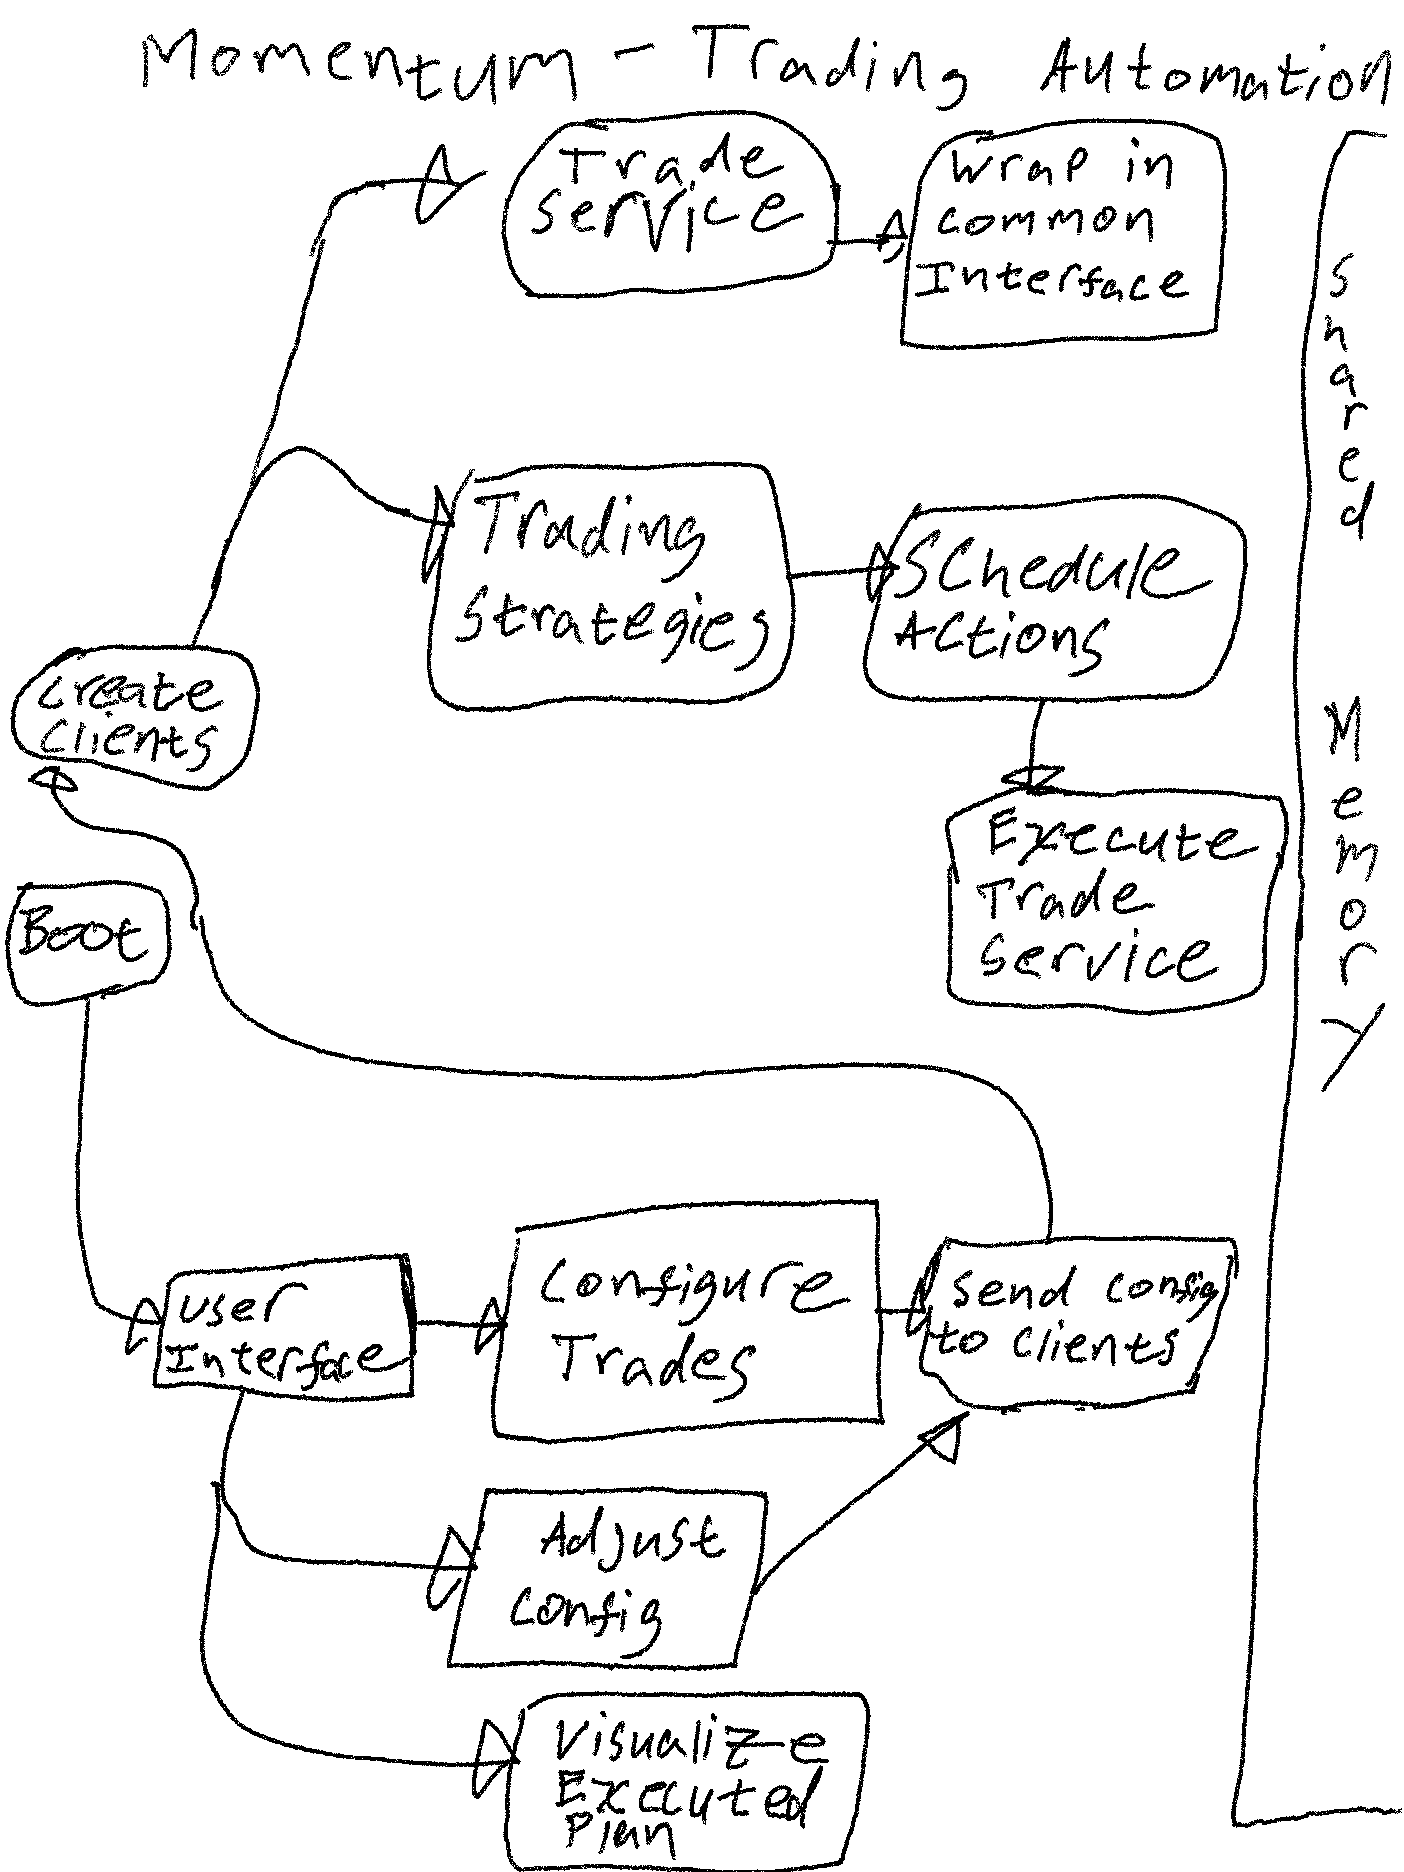 Momentum - Trading Automation
Trade
Service
Wrap in
common
Interface
Shared Memory
Trading
Strategies
Schedule
Actions
Create
Clients
Execute
Trade
Service
Boot
User
Interface
Configure
Trades
Send config
to clients
Adjust
config
Visualize
Executed
Plan